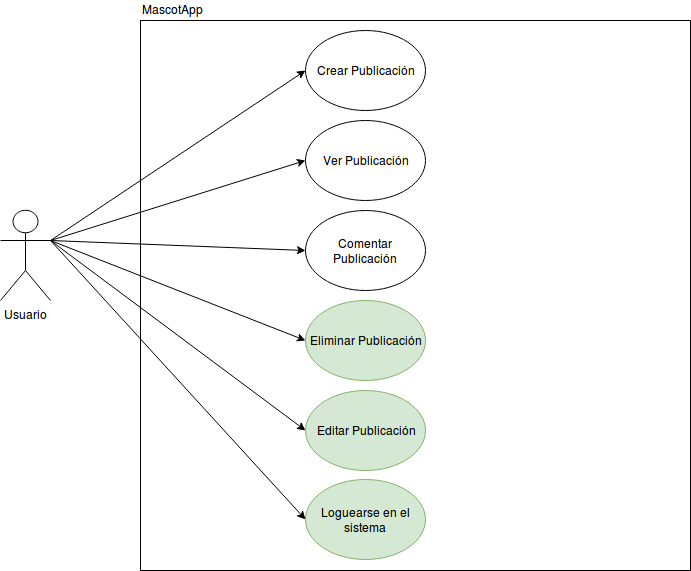 MascotApp
Crear Publicación
Ver Publicación
Comentar
Publicación
Usuario
Eliminar Publicación
Editar Publicación
Loguearse en el
sistema